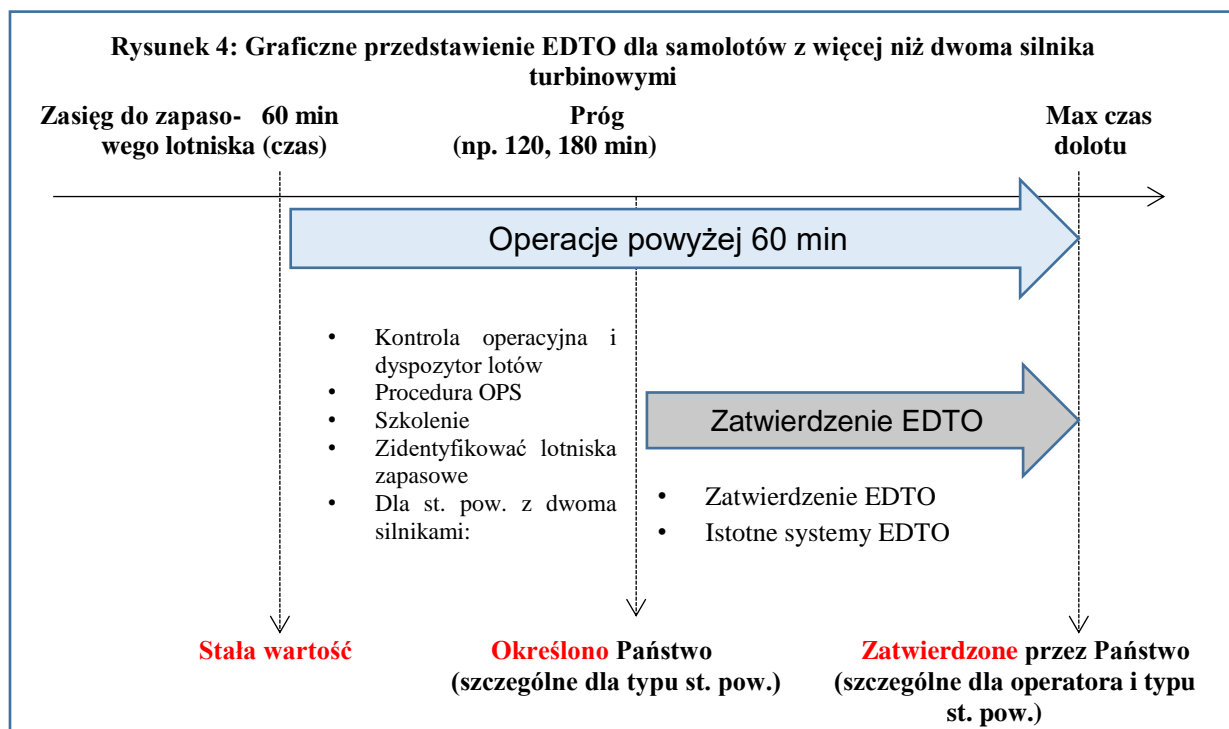 Rysunek 4: Graficzne przedstawienie EDTO dla samolotów z więcej niż dwoma silnika
turbinowymi
Zasięg do zapaso- 60 min
wego lotniska (czas)
Próg
(np. 120, 180 min)
Max czas
dolotu
Operacje powyżej 60 min
• Kontrola operacyjna i
dyspozytor lotów
• Procedura OPS
• Szkolenie
• Zidentyfikować lotniska
zapasowe
• Dla st. pow. z dwoma
silnikami:
Zatwierdzenie EDTO
• Zatwierdzenie EDTO
• Istotne systemy EDTO
Stała wartość
Określono Państwo
(szczególne dla typu st. pow.)
Zatwierdzone przez Państwo
(szczególne dla operatora i typu
st. pow.)